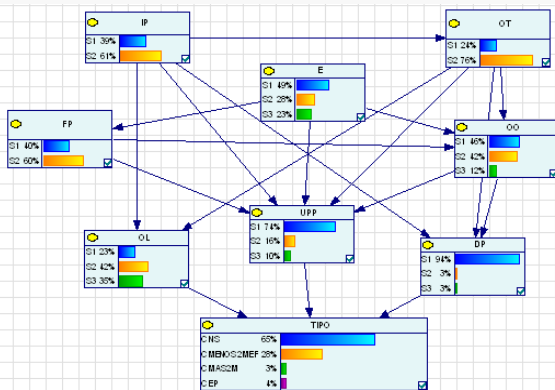 IP
S1 39%
S2 61%
OT
S1 24%
S2 76%
E
S1 49%
S2 28%
S3 23%
FP
S1 40%
S2 60%
OO
S1 46%
S2 42%
S3 12%
UPP
S1 74%
S2 16%
S3 10%
OL
S1 23%
S2 42%
S3 35%
DP
S1 94%
S2 3%
S3 3%
TIPO
CNS 65%
CMENOS2MEF 28%
CMAS2M 3%
CEP 4%